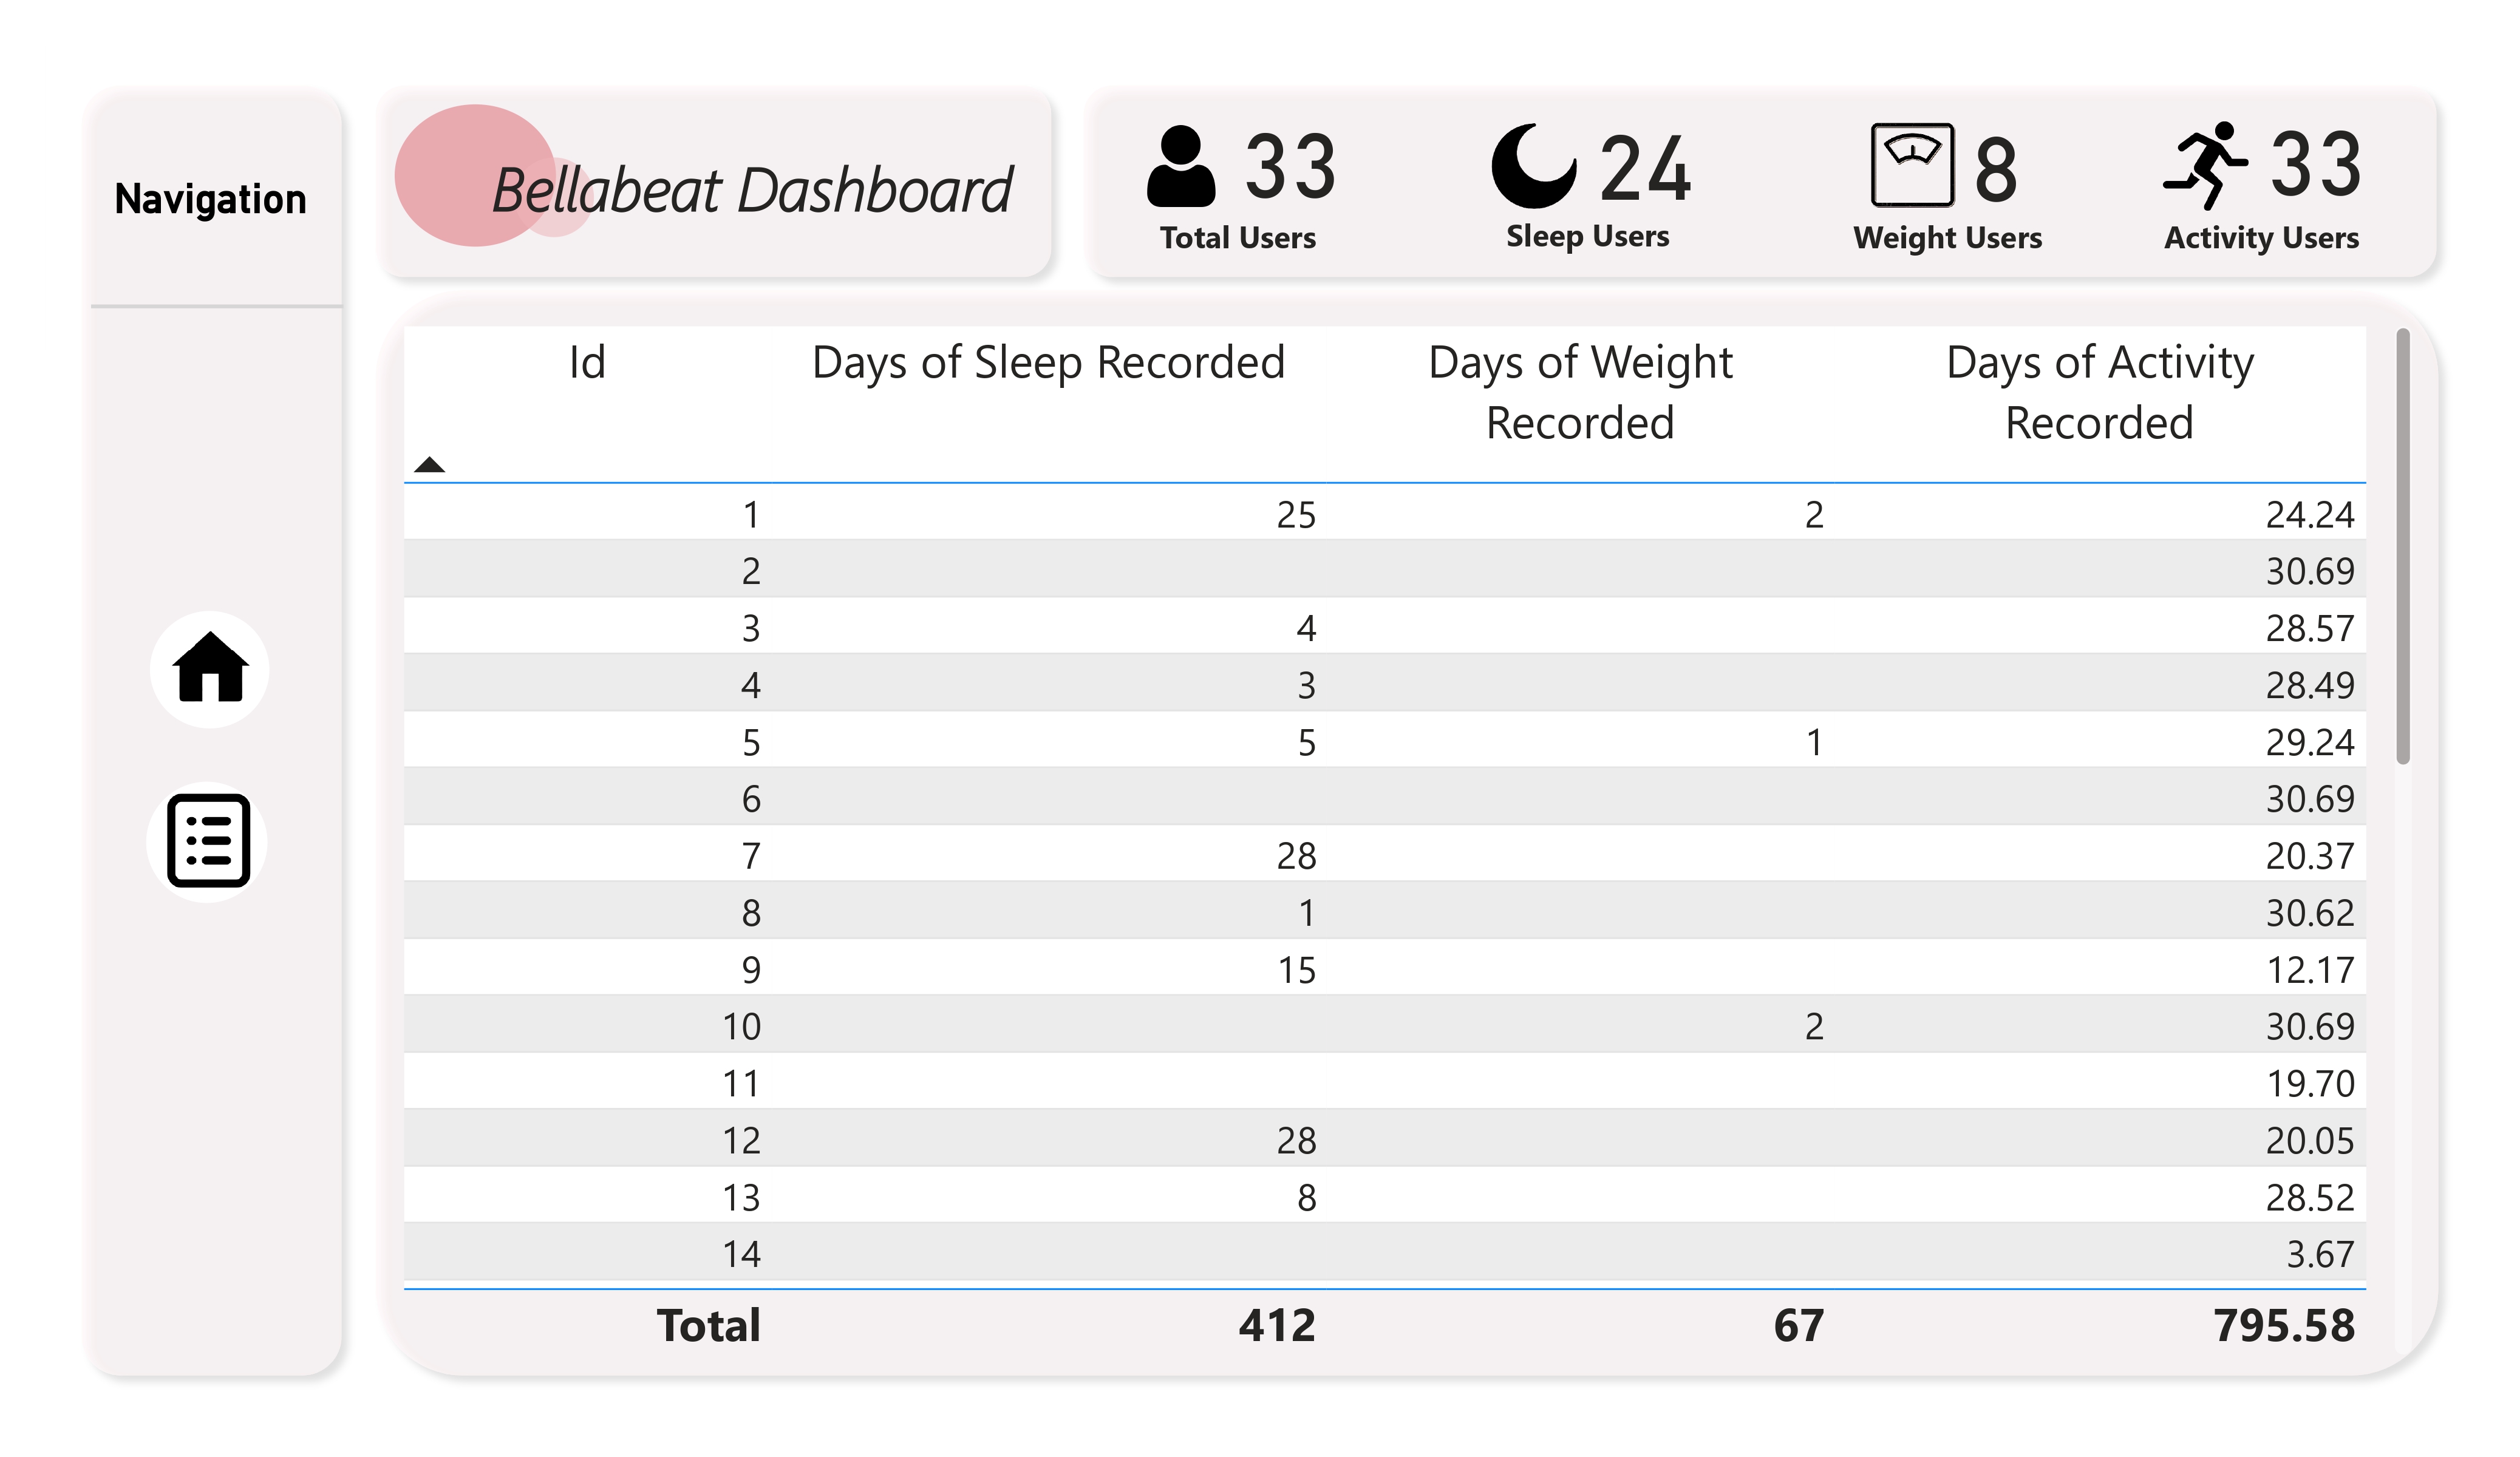 Navigation
Bellabeat Dashboard
33
Total Users
24
Sleep Users
8
Weight Users
33
Activity Users
Id Days of Sleep Recorded Days of Weight Recorded Days of Activity Recorded
1 25 2 24.24
2 30.69
3 4 28.57
4 3 28.49
5 5 1 29.24
6 30.69
7 28 20.37
8 1 30.62
9 15 12.17
10 2 30.69
11 19.70
12 28 20.05
13 8 28.52
14 3.67
Total 412 67 795.58